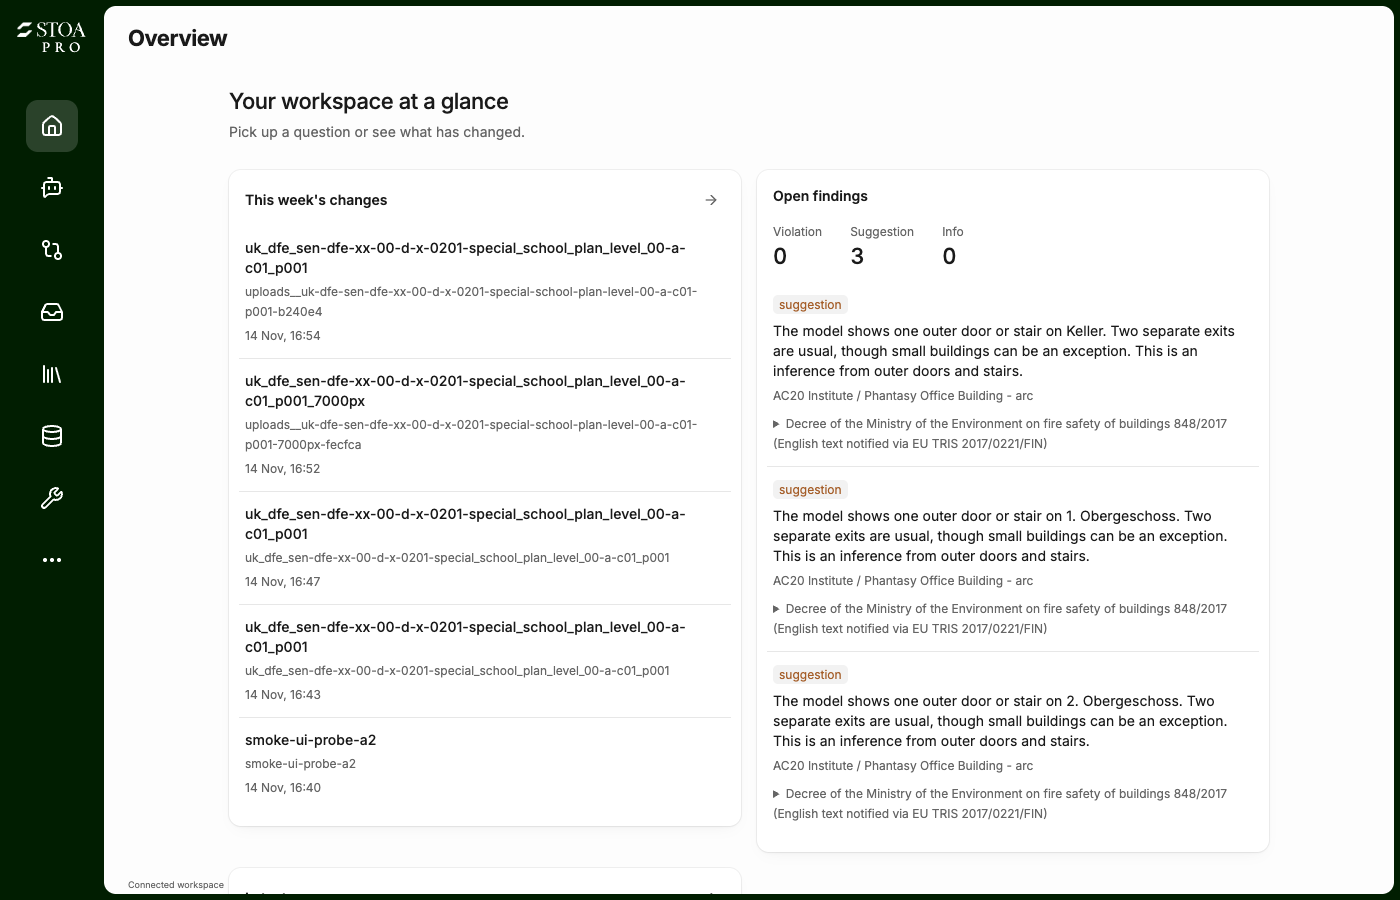 STOA
PRO
Overview
Your workspace at a glance
Pick up a question or see what has changed.
This week's changes
uk_dfe_sen-dfe-xx-00-d-x-0201-special_school_plan_level_00-a-
c01_p001
uploads__uk-dfe-sen-dfe-xx-00-d-x-0201-special-school-plan-level-00-a-c01-
p001-b240e4
14 Nov, 16:54
uk_dfe_sen-dfe-xx-00-d-x-0201-special_school_plan_level_00-a-
c01_p001_7000px
uploads__uk-dfe-sen-dfe-xx-00-d-x-0201-special-school-plan-level-00-a-c01-
p001-7000px-fecfca
14 Nov, 16:52
uk_dfe_sen-dfe-xx-00-d-x-0201-special_school_plan_level_00-a-
c01_p001
uk_dfe_sen-dfe-xx-00-d-x-0201-special_school_plan_level_00-a-c01_p001
14 Nov, 16:47
uk_dfe_sen-dfe-xx-00-d-x-0201-special_school_plan_level_00-a-
c01_p001
uk_dfe_sen-dfe-xx-00-d-x-0201-special_school_plan_level_00-a-c01_p001
14 Nov, 16:43
smoke-ui-probe-a2
smoke-ui-probe-a2
14 Nov, 16:40
Open findings
Violation Suggestion Info
0 3 0
suggestion
The model shows one outer door or stair on Keller. Two separate exits
are usual, though small buildings can be an exception. This is an
inference from outer doors and stairs.
AC20 Institute / Phantasy Office Building - arc
Decree of the Ministry of the Environment on fire safety of buildings 848/2017
(English text notified via EU TRIS 2017/0221/FIN)
suggestion
The model shows one outer door or stair on 1. Obergeschoss. Two
separate exits are usual, though small buildings can be an exception.
This is an inference from outer doors and stairs.
AC20 Institute / Phantasy Office Building - arc
Decree of the Ministry of the Environment on fire safety of buildings 848/2017
(English text notified via EU TRIS 2017/0221/FIN)
suggestion
The model shows one outer door or stair on 2. Obergeschoss. Two
separate exits are usual, though small buildings can be an exception.
This is an inference from outer doors and stairs.
AC20 Institute / Phantasy Office Building - arc
Decree of the Ministry of the Environment on fire safety of buildings 848/2017
(English text notified via EU TRIS 2017/0221/FIN)
Connected workspace